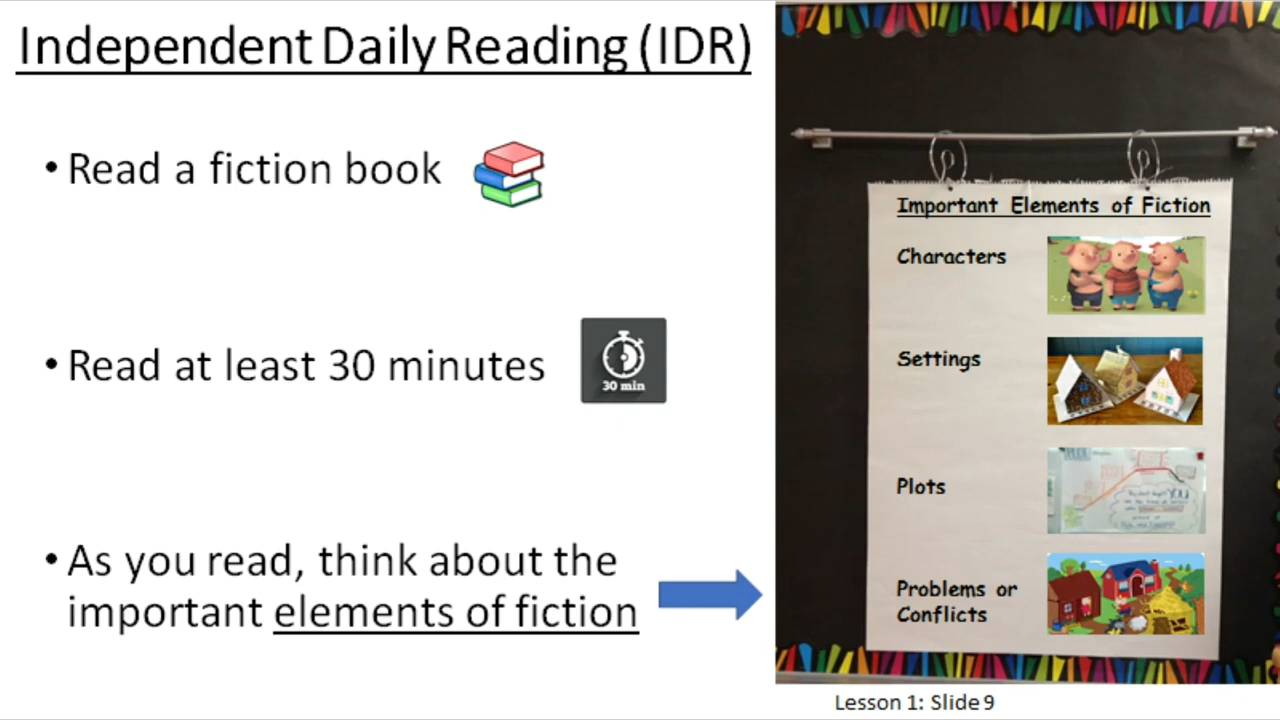 Independent Daily Reading (IDR)
• Read a fiction book
• Read at least 30 minutes
30 min
• As you read, think about the
important elements of fiction
Important Elements of Fiction
Characters
Settings
Plots
Problems or
Conflicts
Lesson 1: Slide 9